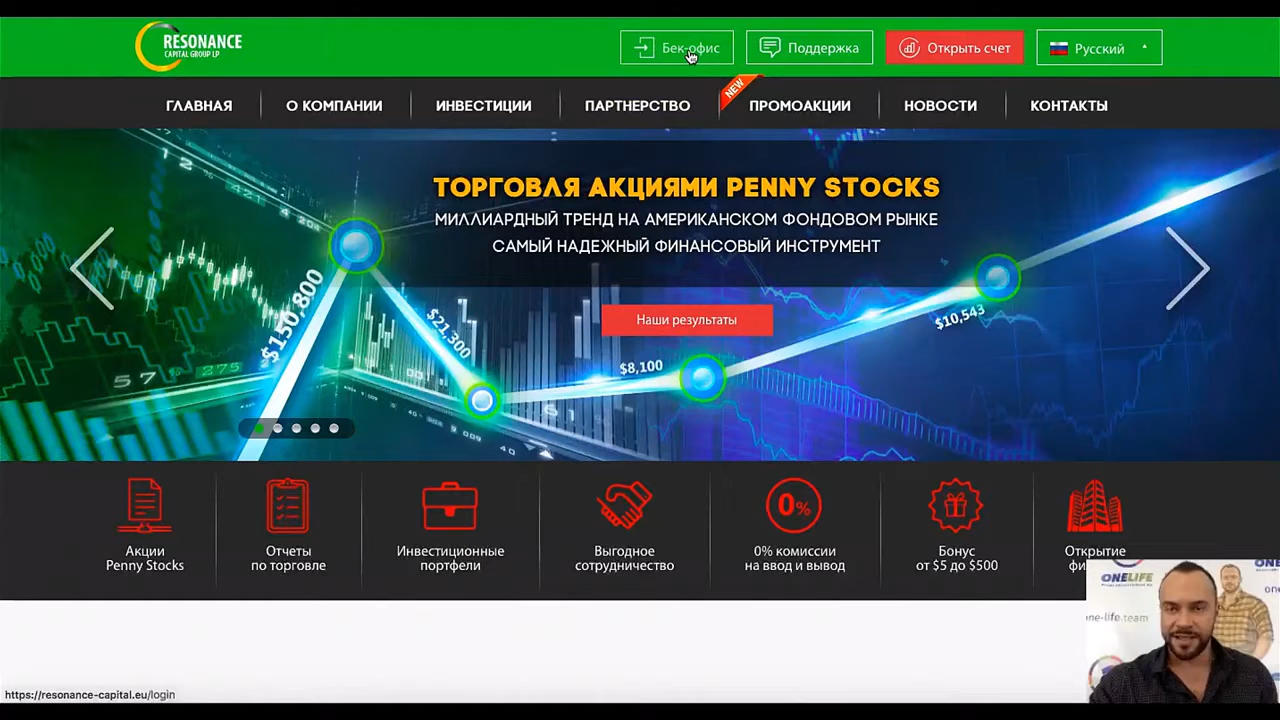 RESONANCE
CAPITAL GROUP LP
Бек-офис
Поддержка
Открыть счет
Русский
ГЛАВНАЯ
О КОМПАНИИ
ИНВЕСТИЦИИ
ПАРТНЕРСТВО
NEW
ПРОМОАКЦИИ
НОВОСТИ
КОНТАКТЫ
ТОРГОВЛЯ АКЦИЯМИ PENNY STOCKS
МИЛЛИАРДНЫЙ ТРЕНД НА АМЕРИКАНСКОМ ФОНДОВОМ РЫНКЕ
САМЫЙ НАДЕЖНЫЙ ФИНАНСОВЫЙ ИНСТРУМЕНТ
Наши результаты
$150,800
$21,300
$8,100
$10,543
57
275
Акции
Penny Stocks
Отчеты
по торговле
Инвестиционные
портфели
Выгодное
сотрудничество
0%
0% комиссии
на ввод и вывод
Бонус
от $5 до $500
Открытие
ONELIFE
one-life.team
https://resonance-capital.eu/login